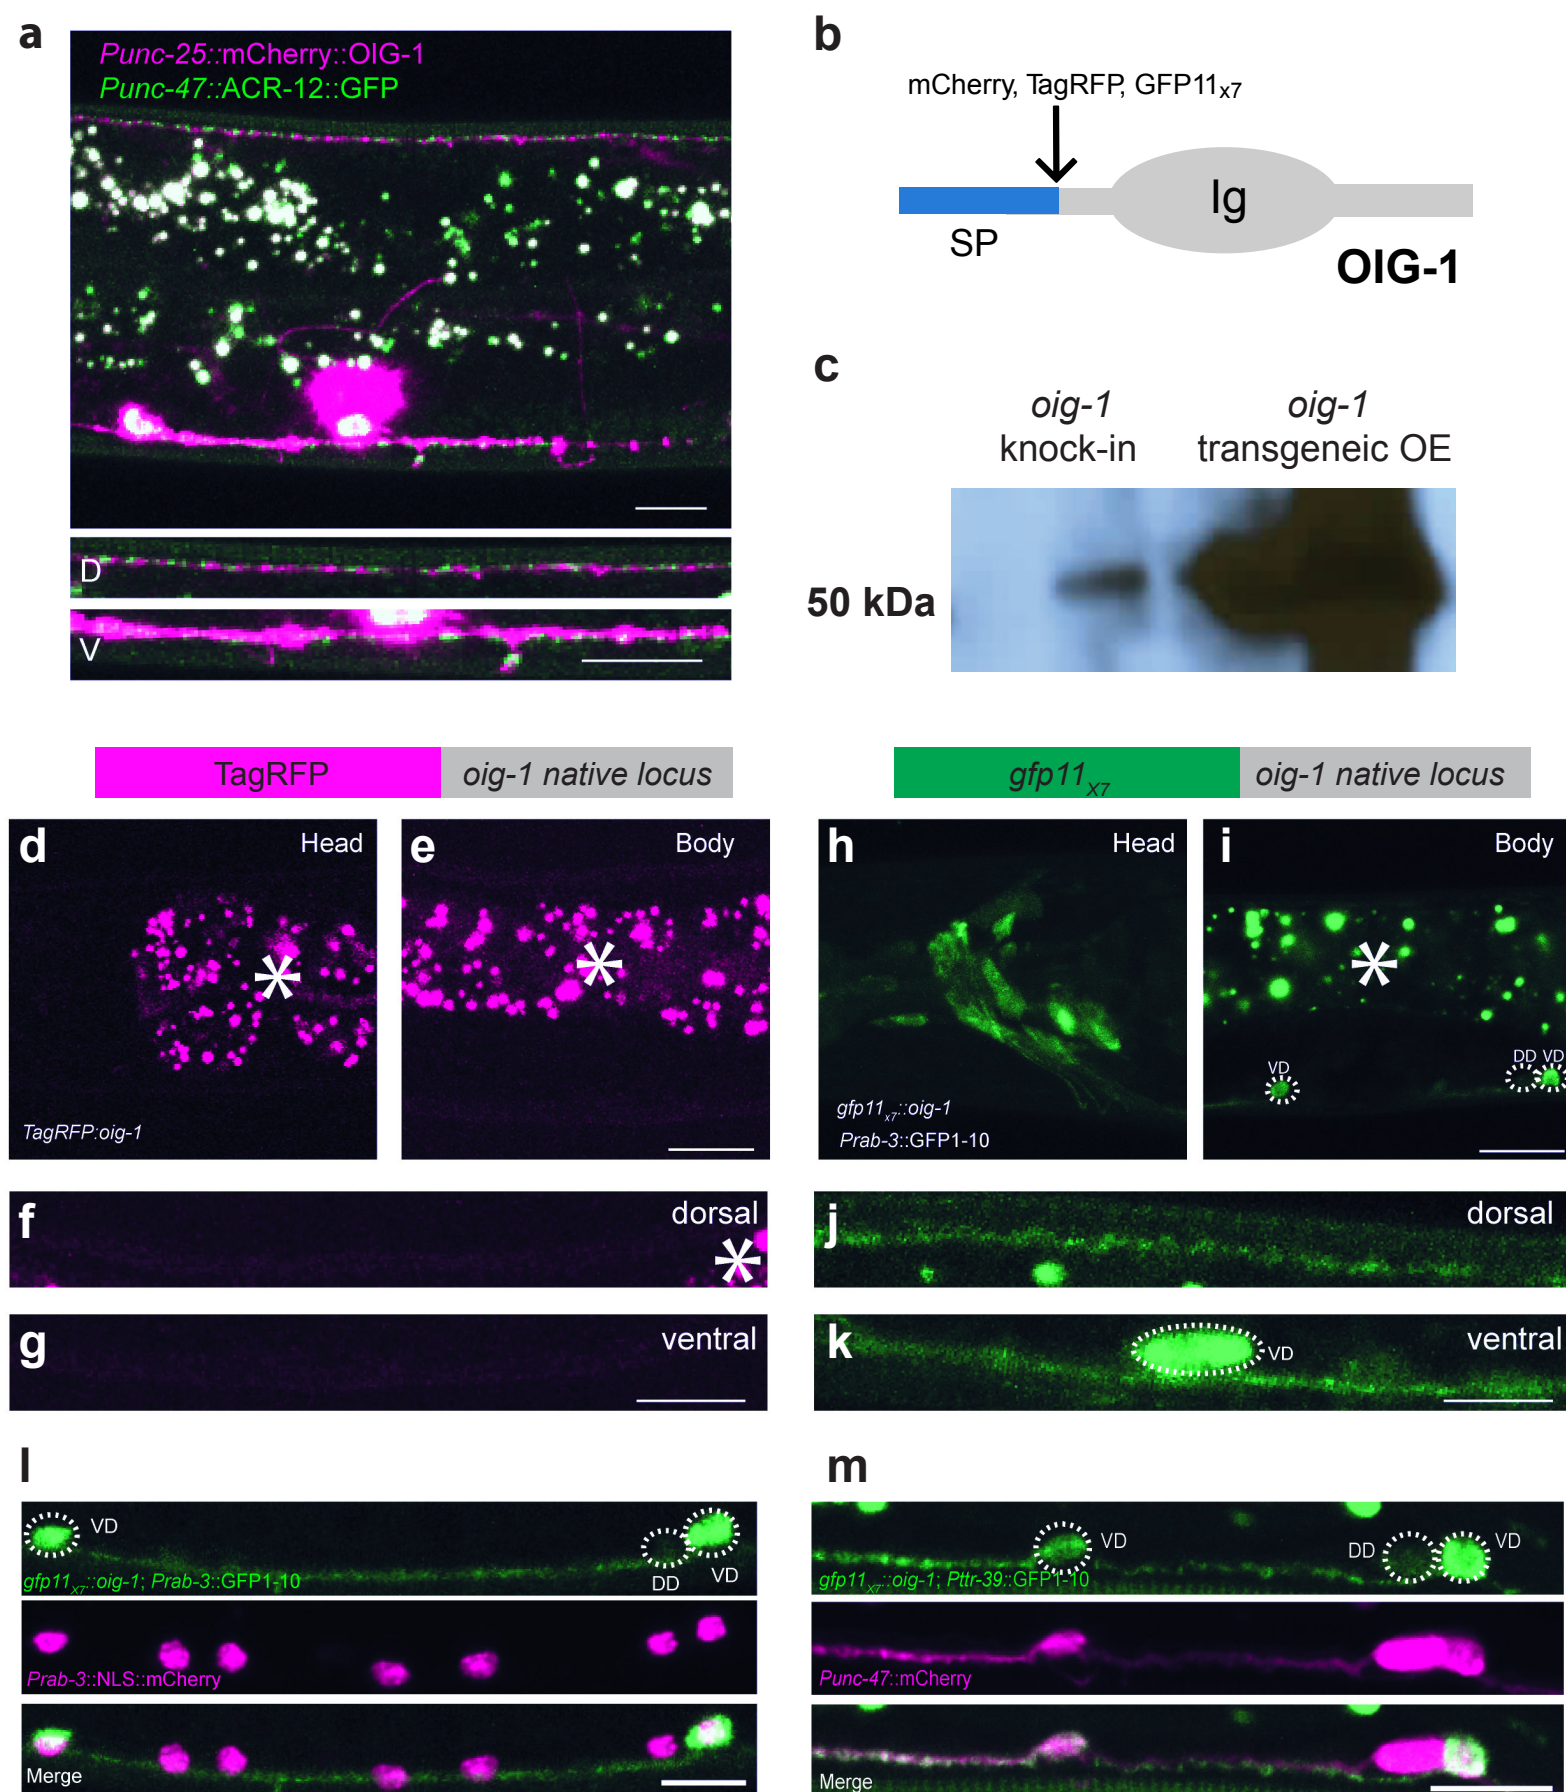 a
Punc-25::mCherry::OIG-1
Punc-47::ACR-12::GFP
D
V
b
mCherry, TagRFP, GFP11x7
Ig
SP
OIG-1
c
oig-1
knock-in
oig-1
transgeneic OE
50 kDa
TagRFP
oig-1 native locus
gfp11X7
oig-1 native locus
d
Head
TagRFP:oig-1
e
Body
h
Head
gfp11x7::oig-1
Prab-3::GFP1-10
i
Body
VD
DD VD
f
dorsal
g
ventral
j
dorsal
k
VD
ventral
l
VD
DD
VD
gfp11X7::oig-1; Prab-3::GFP1-10
Prab-3::NLS::mCherry
Merge
m
VD
DD
VD
gfp11X7::oig-1; Pttr-39::GFP1-10
Punc-47::mCherry
Merge